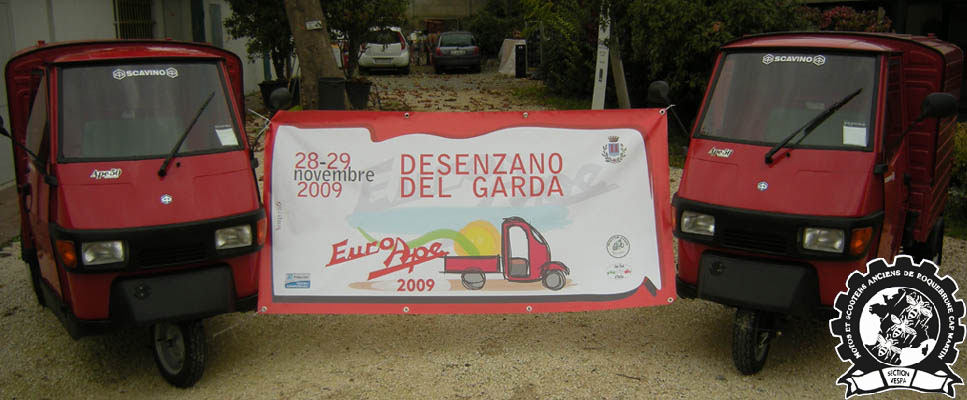 SCAVINO
SCAVINO
Ape50
Ape50
28-29
novembre
2009
DESENZANO
DEL GARDA
EuroApe
2009
MOTOS ET SCOOTERS ANCIENS DE ROQUEBRUNE CAP MARTIN
SECTION
VESPA